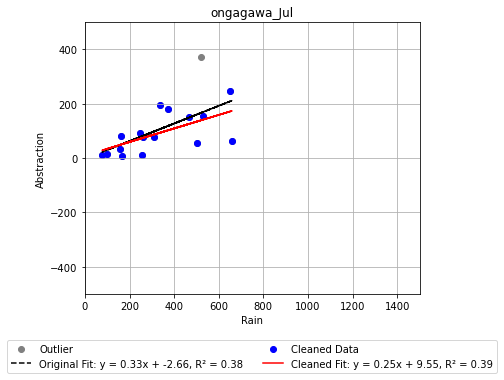 ongagawa_Jul
400
200
0
−200
−400
Abstraction
0 200 400 600 800 1000 1200 1400
Rain
Outlier
Cleaned Data
Original Fit: y = 0.33x + -2.66, R² = 0.38
Cleaned Fit: y = 0.25x + 9.55, R² = 0.39